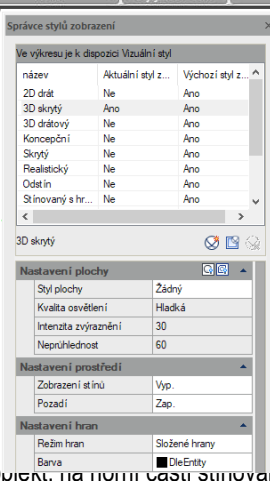 Správce stylů zobrazení
Ve výkresu je k dispozici Vizuální styl
název Aktuální styl z... Výchozí styl z...
2D drát Ne Ano
3D skrytý Ano Ano
3D drátový Ne Ano
Koncepční Ne Ano
Skrytý Ne Ano
Realistický Ne Ano
Odstín Ne Ano
Stínovaný s hr... Ne Ano
3D skrytý
Nastavení plochy
Styl plochy Žádný
Kvalita osvětlení Hladká
Intenzita zvýraznění 30
Neprůhlednost 60
Nastavení prostředí
Zobrazení stínů Vyp.
Pozadí Zap.
Nastavení hran
Režim hran Složené hrany
Barva DleEntity